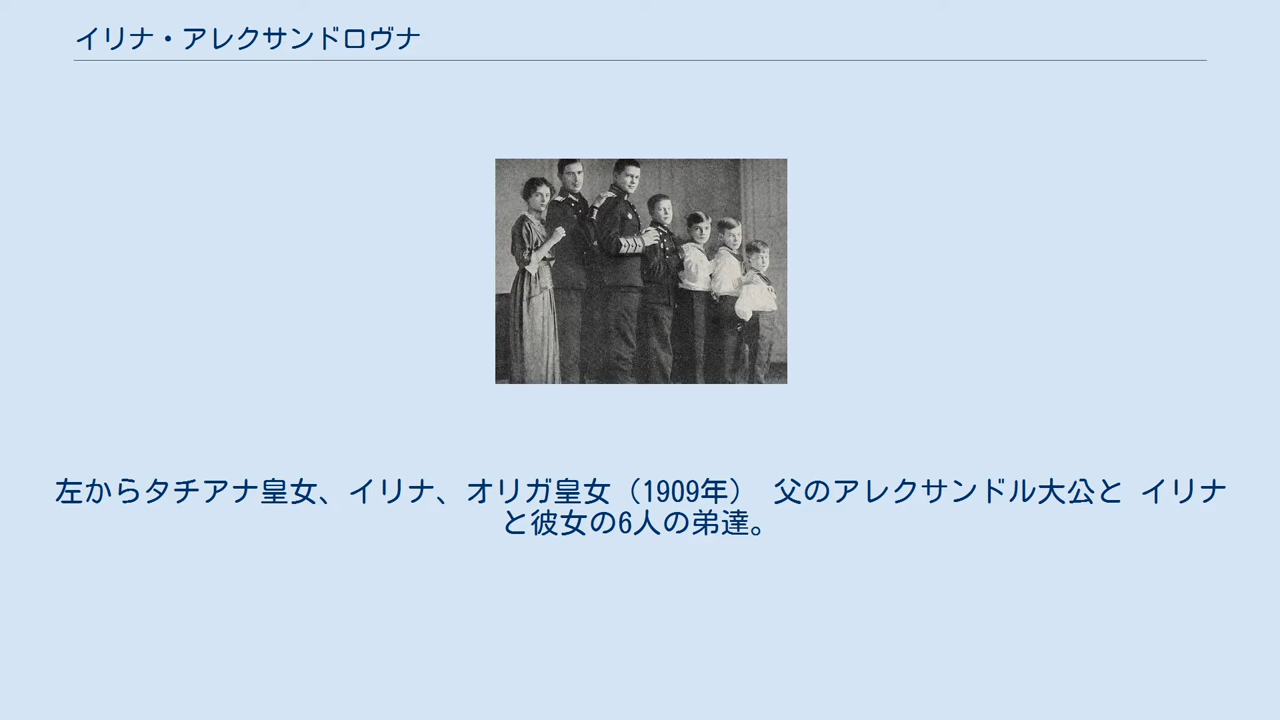 イリナ・アレクサンドロヴナ
左からタチアナ皇女、イリナ、オリガ皇女（1909年） 父のアレクサンドル大公と イリナ
と彼女の6人の弟達。